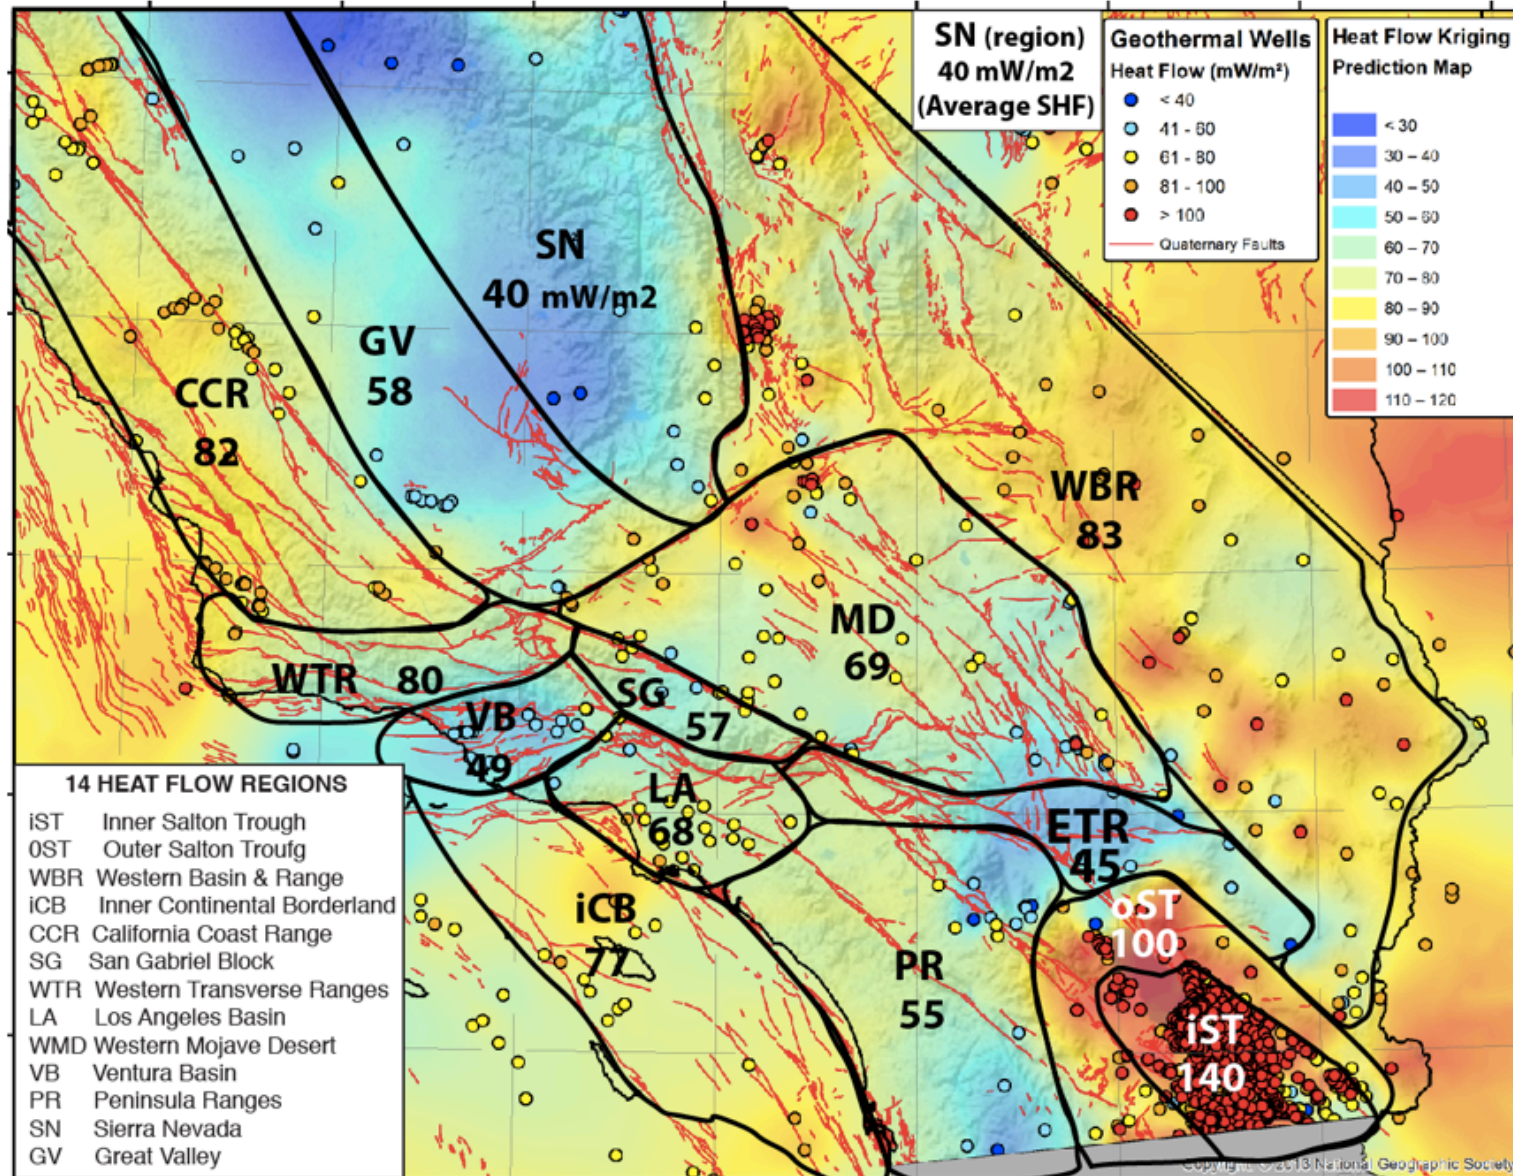 SN (region)
40 mW/m2
(Average SHF)
Geothermal Wells
Heat Flow (mW/m²)
< 40
41 - 60
61 - 80
81 - 100
> 100
Quaternary Faults
Heat Flow Kriging
Prediction Map
< 30
30 – 40
40 – 50
50 – 60
60 – 70
70 – 80
80 – 90
90 – 100
100 – 110
110 – 120
SN
40 mW/m2
GV
58
CCR
82
WBR
83
MD
69
WTR 80
SG
57
VB
49
LA
68
ETR
45
iCB
77
PR
55
oST
100
iST
140
14 HEAT FLOW REGIONS
iST Inner Salton Trough
0ST Outer Salton Troufg
WBR Western Basin & Range
iCB Inner Continental Borderland
CCR California Coast Range
SG San Gabriel Block
WTR Western Transverse Ranges
LA Los Angeles Basin
WMD Western Mojave Desert
VB Ventura Basin
PR Peninsula Ranges
SN Sierra Nevada
GV Great Valley
Copyright: © 2013 National Geographic Society